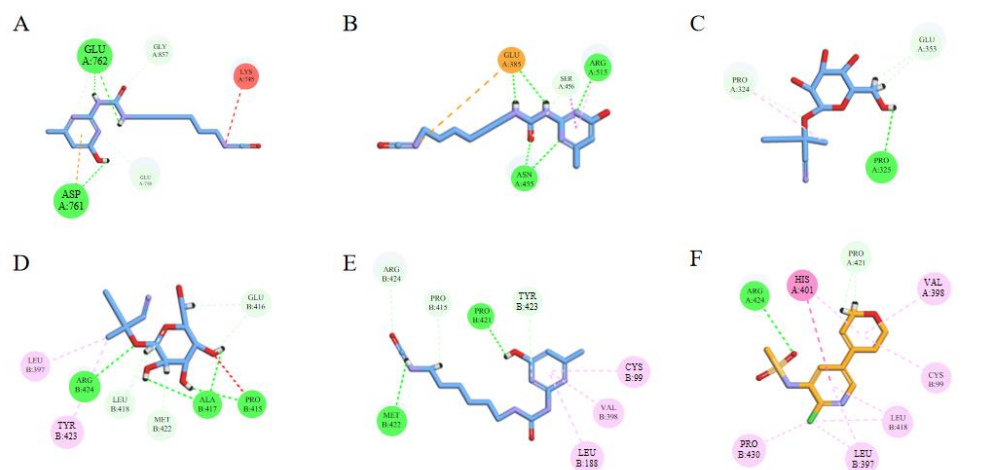 A
GLU
A:762
GLY
A:857
LYS
A:745
ASP
A:761
GLU
B
GLU
A:385
SER
A:456
ARG
A:515
ASN
A:455
C
GLU
A:353
PRO
A:324
PRO
A:325
D
GLU
B:416
LEU
B:397
ARG
B:424
LEU
B:418
MET
B:422
ALA
B:417
PRO
B:415
TYR
B:423
E
ARG
B:424
PRO
B:415
PRO
B:421
TYR
B:423
CYS
B:99
VAL
B:398
MET
B:422
LEU
B:188
F
PRO
A:421
HIS
A:401
ARG
A:424
VAL
A:398
CYS
B:99
LEU
B:418
PRO
B:430
LEU
B:397